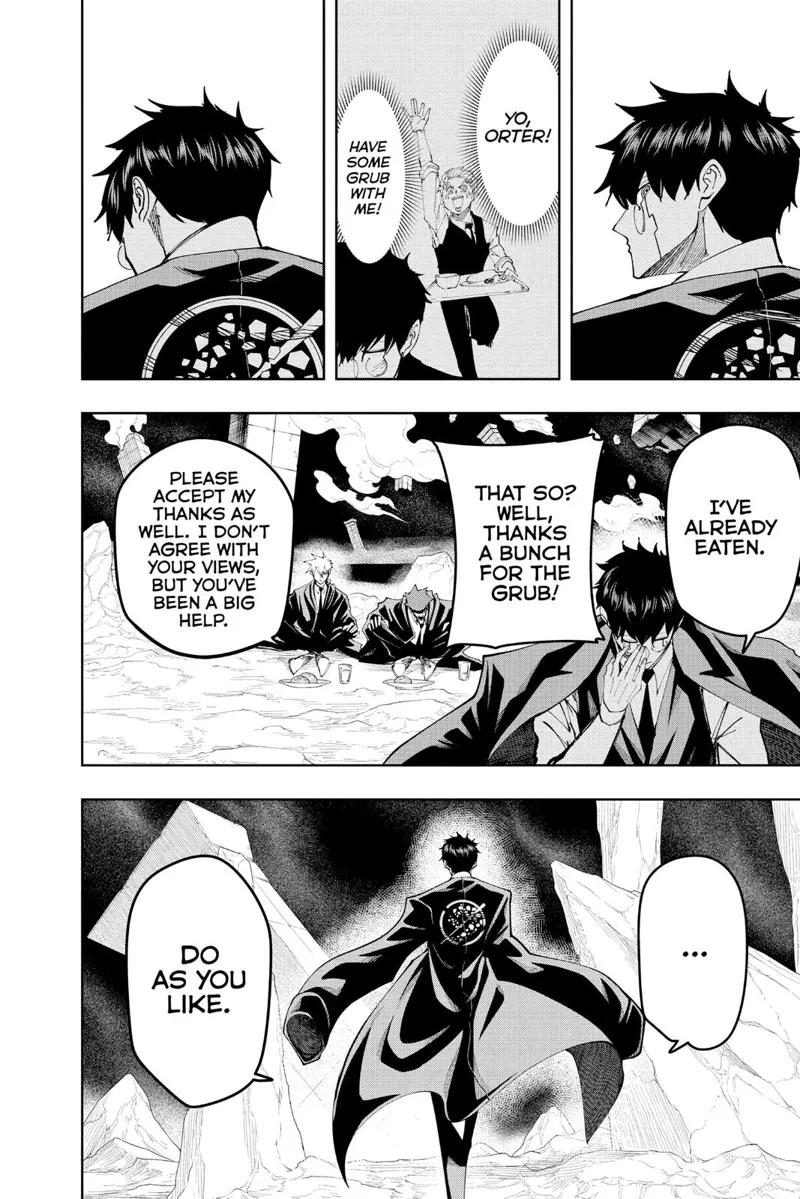 YO,
ORTER!
HAVE
SOME
GRUB
WITH
ME!
I'VE
ALREADY
EATEN.
THAT SO?
WELL,
THANKS
A BUNCH
FOR THE
GRUB!
PLEASE
ACCEPT MY
THANKS AS
WELL. I DON'T
AGREE WITH
YOUR VIEWS,
BUT YOU'VE
BEEN A BIG
HELP.
...
DO
AS YOU
LIKE.